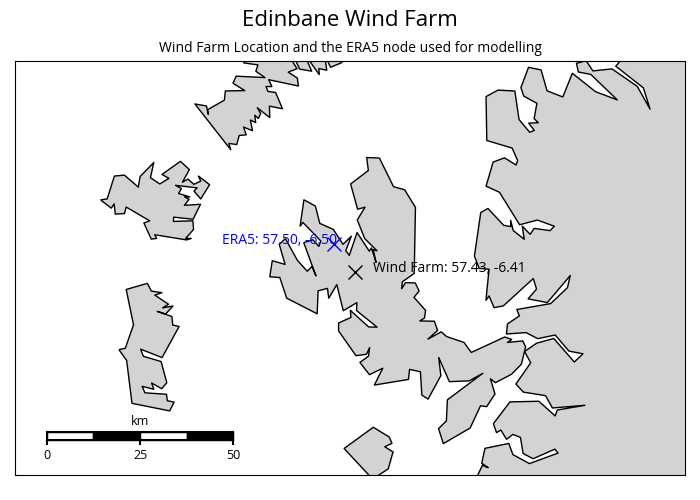 Edinbane Wind Farm
Wind Farm Location and the ERA5 node used for modelling
ERA5: 57.50, -6.50
Wind Farm: 57.43, -6.41
km
0 25 50